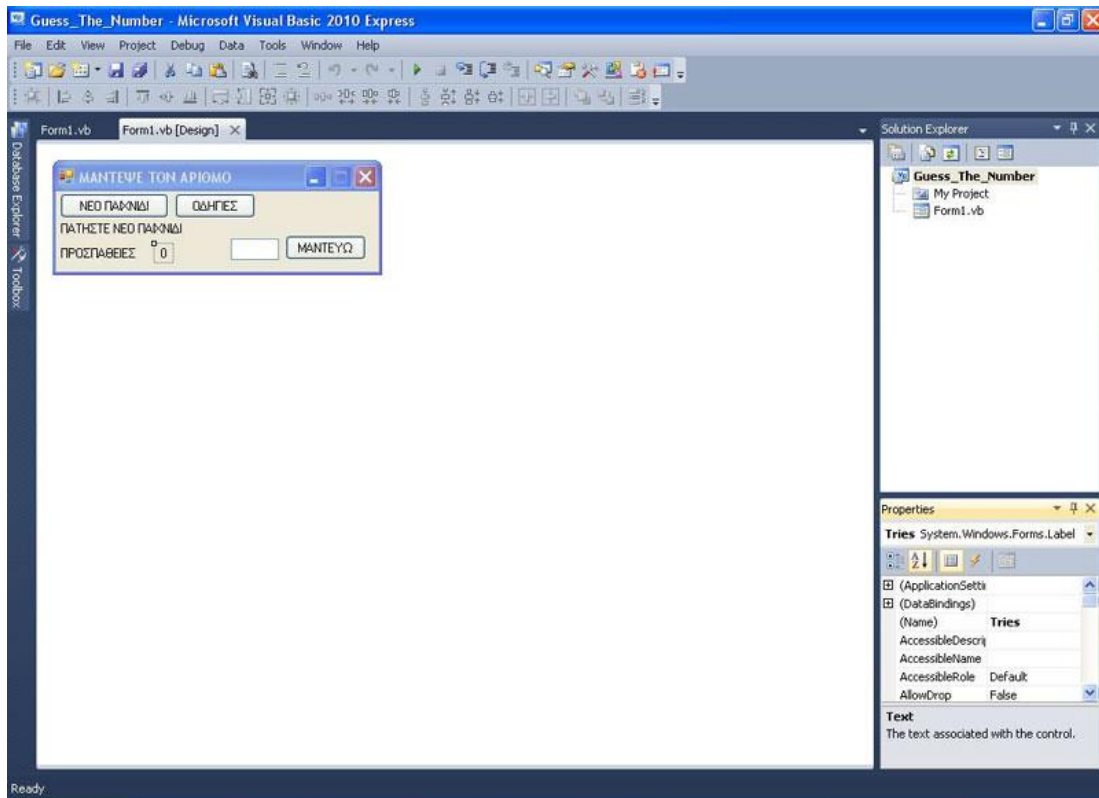 Guess_The_Number - Microsoft Visual Basic 2010 Express
File Edit View Project Debug Data Tools Window Help
Form1.vb Form1.vb [Design]
Solution Explorer
Database Explorer
Toolbox
ΜΑΝΤΕΨΕ ΤΟΝ ΑΡΙΘΜΟ
ΝΕΟ ΠΑΙΧΝΙΔΙ ΟΔΗΓΙΕΣ
ΠΑΤΗΣΤΕ ΝΕΟ ΠΑΙΧΝΙΔΙ
ΠΡΟΣΠΑΘΕΙΕΣ 0 ΜΑΝΤΕΥΩ
Guess_The_Number
My Project
Form1.vb
Properties
Tries System.Windows.Forms.Label
(ApplicationSetti
(DataBindings)
(Name) Tries
AccessibleDescrip
AccessibleName
AccessibleRole Default
AllowDrop False
Text
The text associated with the control.
Ready